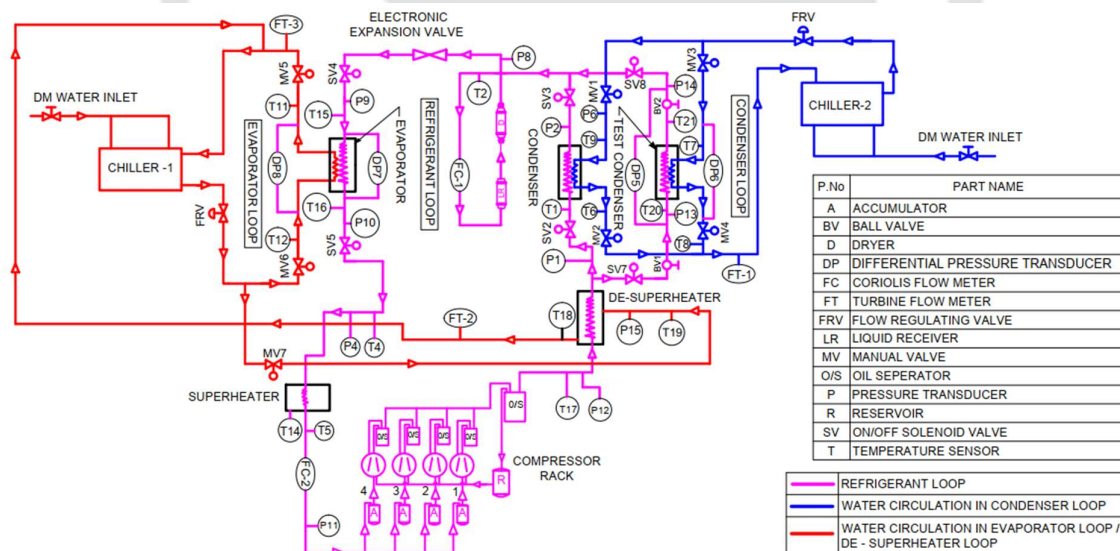 FT-3
ELECTRONIC
EXPANSION VALVE
FRV
P8
SV4
MV5
SV8
MV3
P14
T2
DM WATER INLET
T11
T15
P9
SV3
MV1
P6
BV2
T21
CHILLER-2
P2
T9
T7
DM WATER INLET
CHILLER -1
EVAPORATOR LOOP
DP8
EVAPORATOR
DP7
REFRIGERANT LOOP
FC-1
D
LR
CONDENSER
TEST CONDENSER
DP5
DP6
CONDENSER LOOP
T16
T1
T6
T20
P13
FRV
T12
P10
SV5
SV2
MV2
T8
MV4
MV6
P1
SV7
BV1
FT-1
DE-SUPERHEATER
FT-2
T18
P15
T19
P4
T4
MV7
SUPERHEATER
O/S
T17
P12
T14
T5
O/S
O/S
O/S
O/S
COMPRESSOR
RACK
FC-2
4
3
2
1
R
A
A
A
A
P11
P.No PART NAME
A ACCUMULATOR
BV BALL VALVE
D DRYER
DP DIFFERENTIAL PRESSURE TRANSDUCER
FC CORIOLIS FLOW METER
FT TURBINE FLOW METER
FRV FLOW REGULATING VALVE
LR LIQUID RECEIVER
MV MANUAL VALVE
O/S OIL SEPERATOR
P PRESSURE TRANSDUCER
R RESERVOIR
SV ON/OFF SOLENOID VALVE
T TEMPERATURE SENSOR
REFRIGERANT LOOP
WATER CIRCULATION IN CONDENSER LOOP
WATER CIRCULATION IN EVAPORATOR LOOP /
DE - SUPERHEATER LOOP